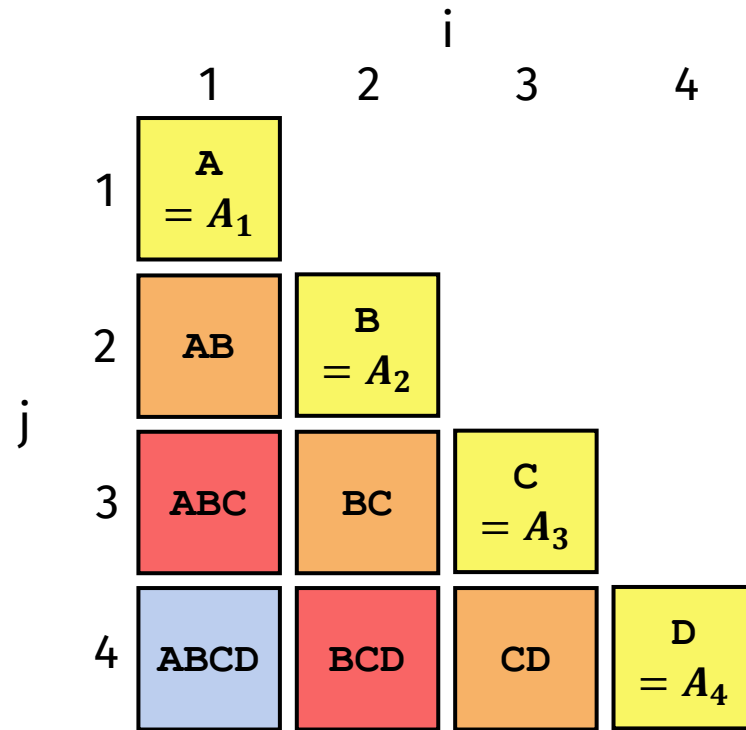 i
1 2 3 4
1 A
= A₁
2 AB B
= A₂
j
3 ABC BC C
= A₃
4 ABCD BCD CD D
= A₄